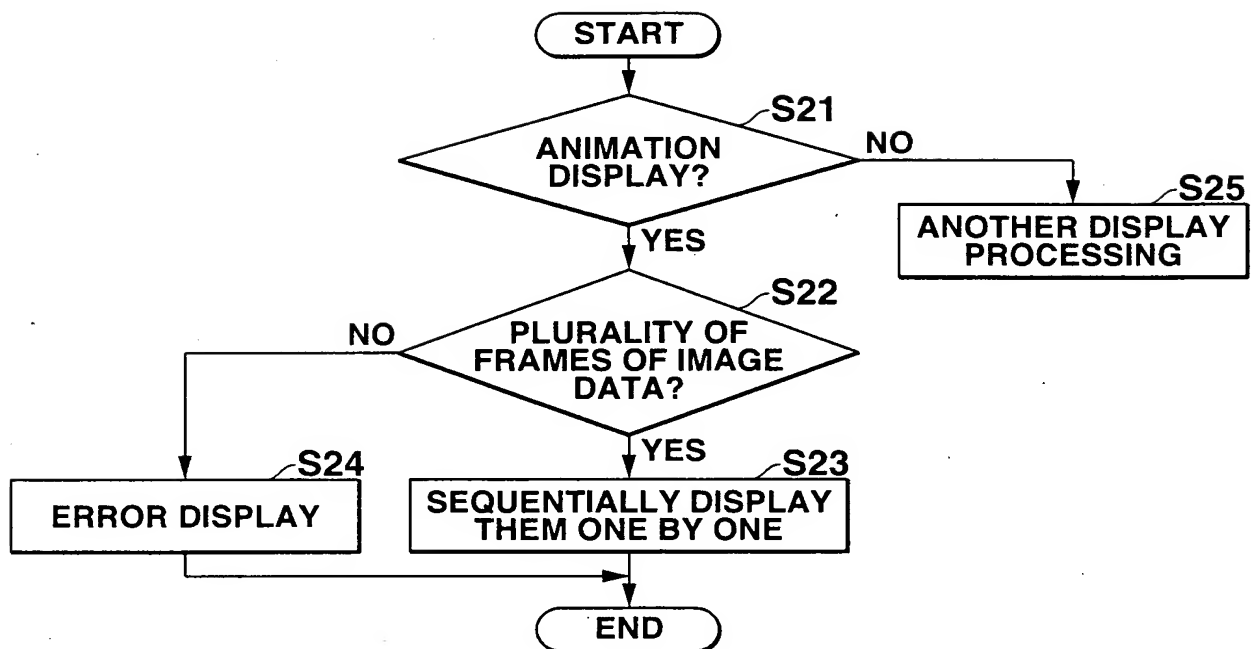 START
S21
ANIMATION
DISPLAY?
NO
S25
ANOTHER DISPLAY
PROCESSING
YES
S22
NO
PLURALITY OF
FRAMES OF IMAGE
DATA?
YES
S24
ERROR DISPLAY
S23
SEQUENTIALLY DISPLAY
THEM ONE BY ONE
END